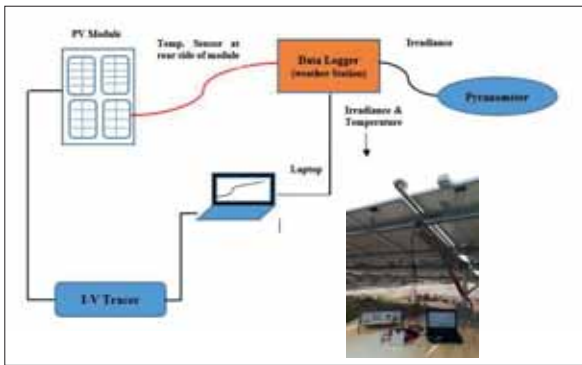 PV Module
Temp. Sensor at
rear side of module
Data Logger
(weather Station)
Irradiance
Pyranometer
Irradiance &
Temperature
Laptop
I-V Tracer